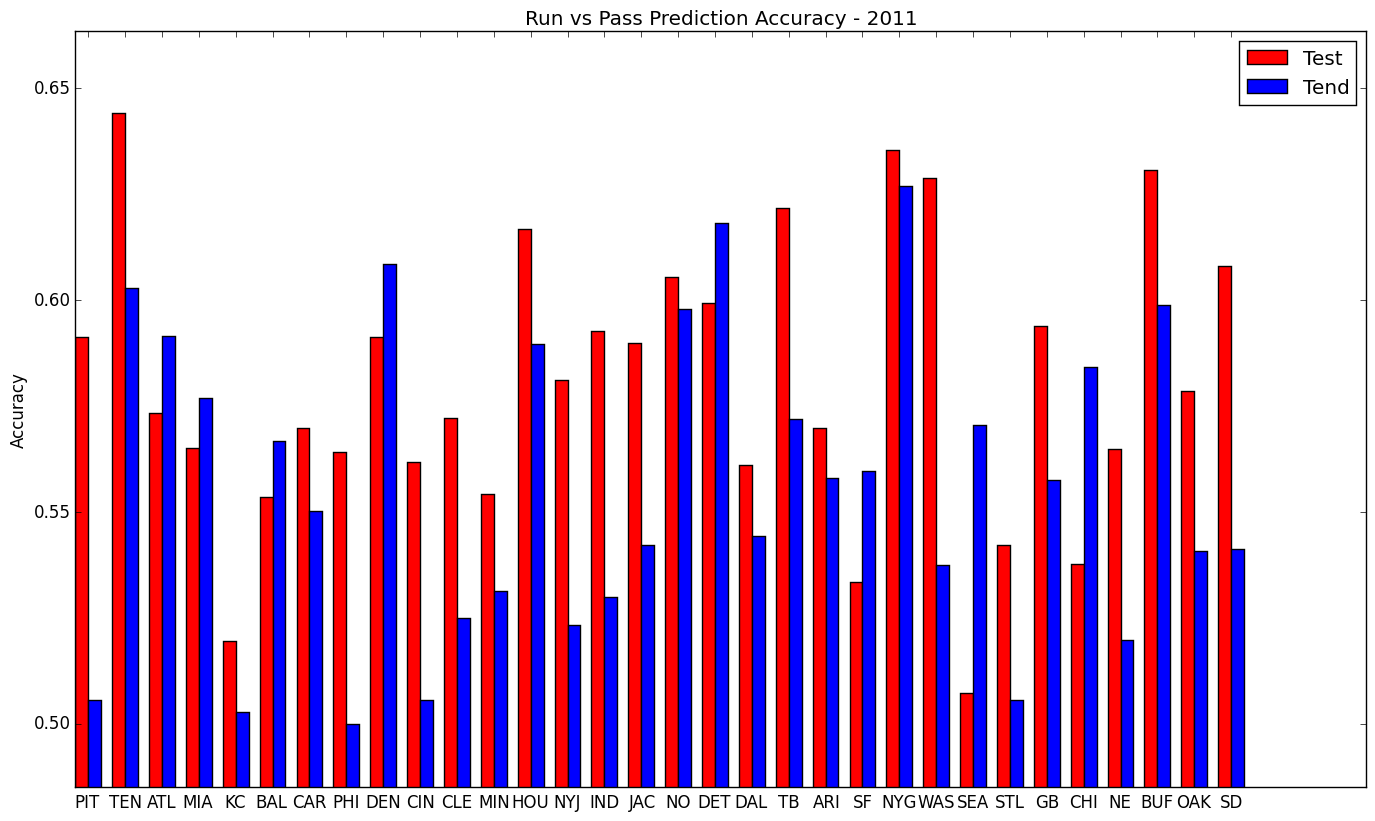 Run vs Pass Prediction Accuracy - 2011
Test
Tend
0.65
0.60
0.55
0.50
Accuracy
PIT TEN ATL MIA KC BAL CAR PHI DEN CIN CLE MIN HOU NYJ IND JAC NO DET DAL TB ARI SF NYG WAS SEA STL GB CHI NE BUF OAK SD